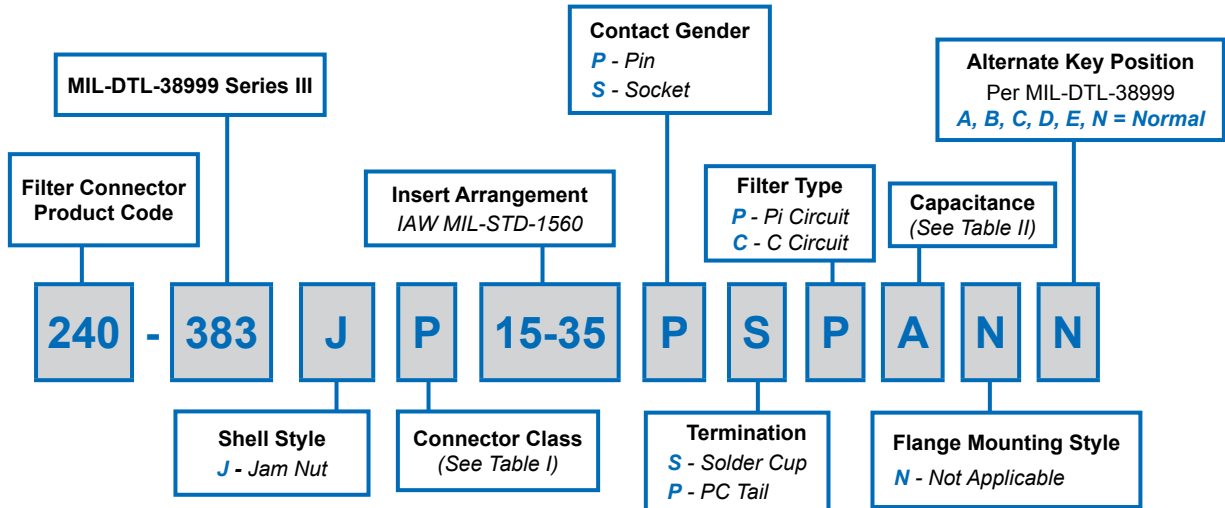 Contact Gender
P - Pin
S - Socket
MIL-DTL-38999 Series III
Alternate Key Position
Per MIL-DTL-38999
A, B, C, D, E, N = Normal
Filter Connector
Product Code
Insert Arrangement
IAW MIL-STD-1560
Filter Type
P - Pi Circuit
C - C Circuit
Capacitance
(See Table II)
240 - 383 J P 15-35 P S P A N N
Shell Style
J - Jam Nut
Connector Class
(See Table I)
Termination
S - Solder Cup
P - PC Tail
Flange Mounting Style
N - Not Applicable